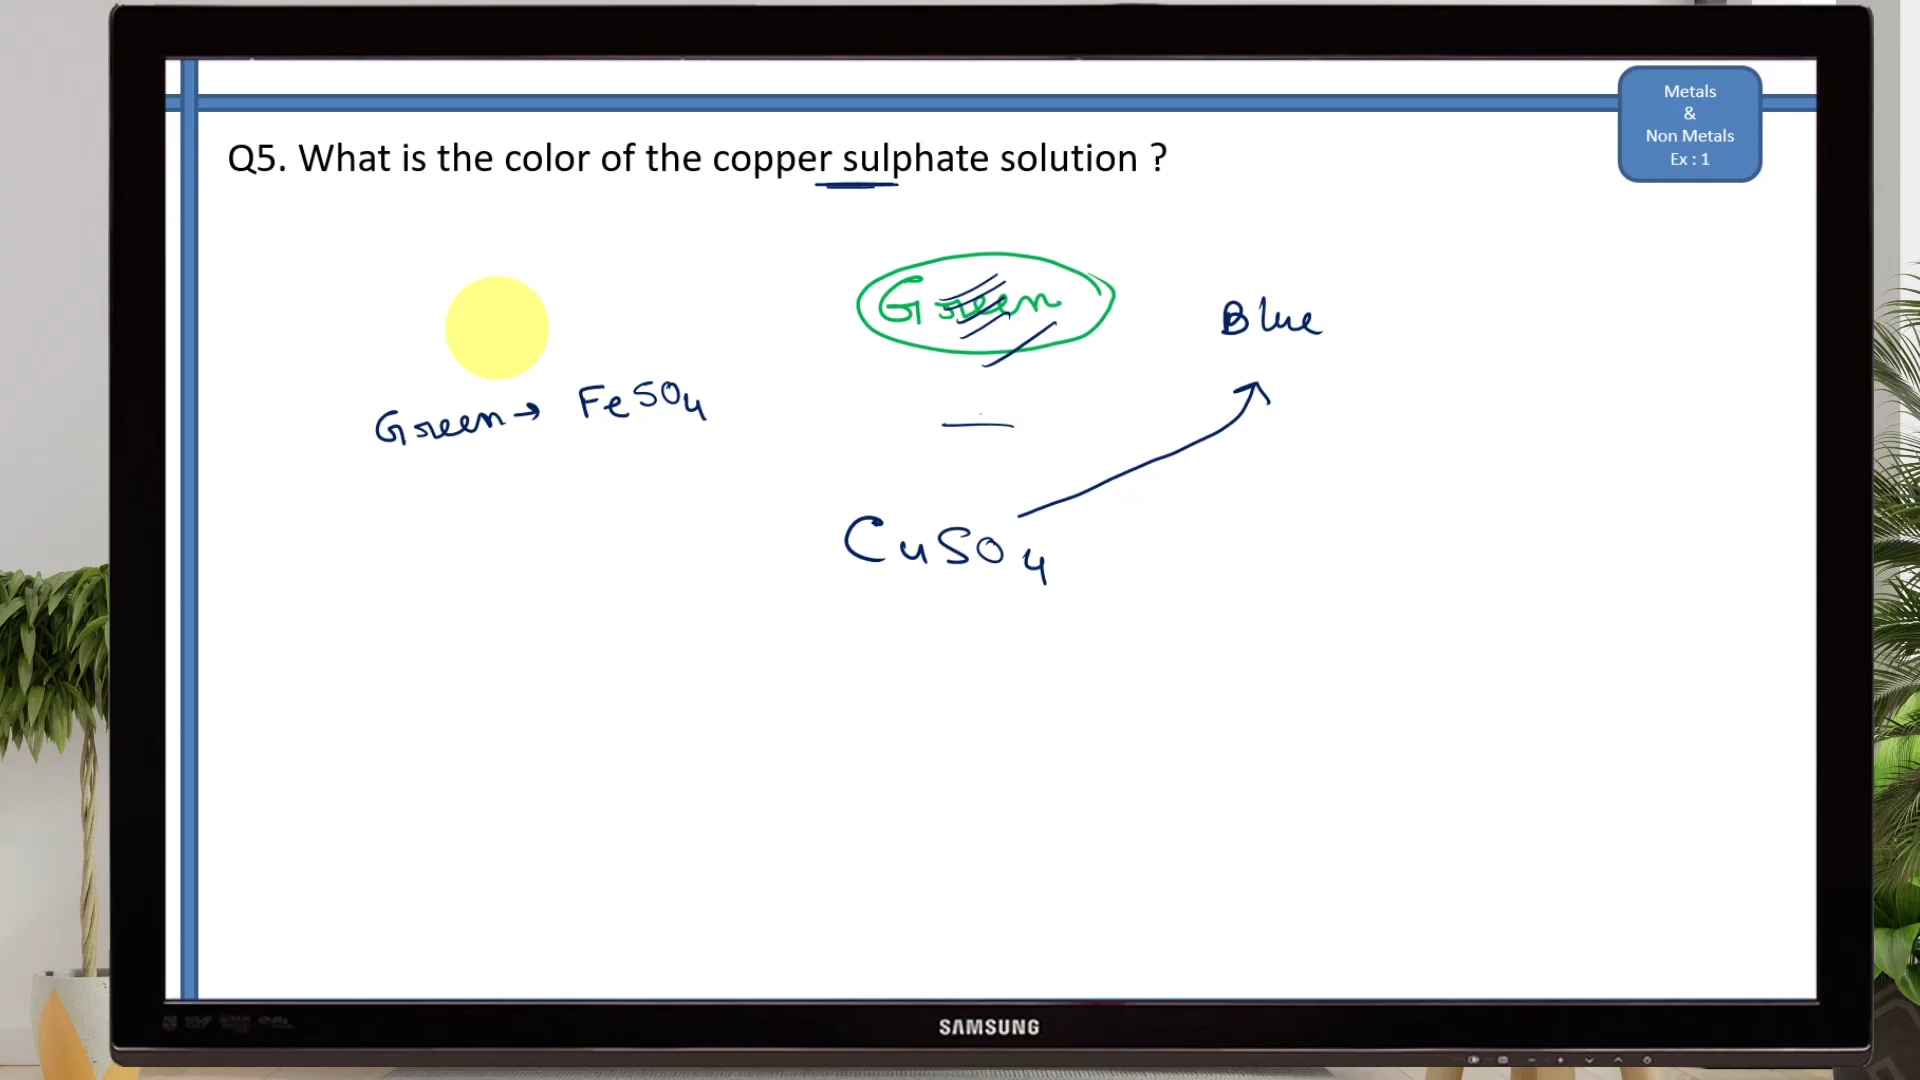 Metals
&
Non Metals
Ex : 1
Q5. What is the color of the copper sulphate solution ?
Green
Blue
Green → FeSO4
CuSO4
SAMSUNG